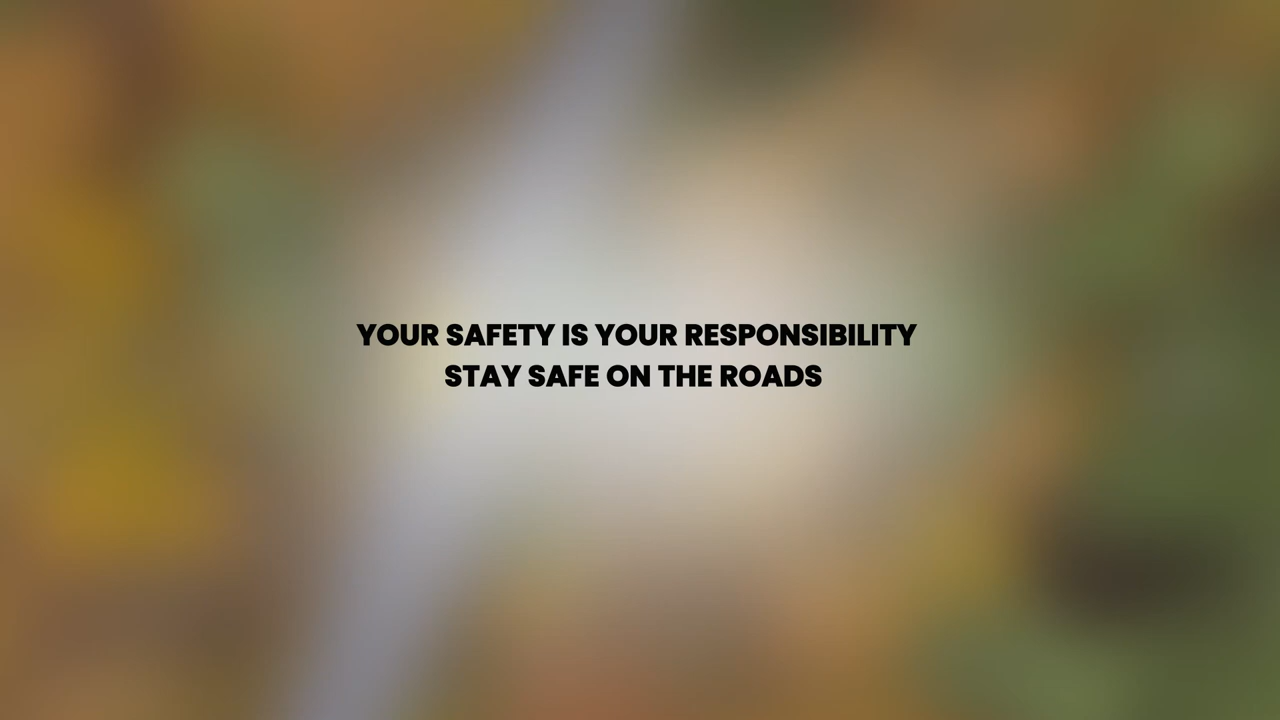 YOUR SAFETY IS YOUR RESPONSIBILITY
STAY SAFE ON THE ROADS